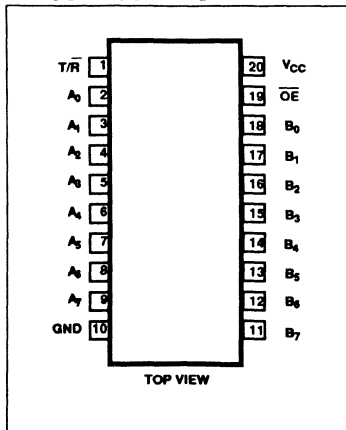 T/R̅ 1 20 VCC
A0 2 19 O̅E̅
A1 3 18 B0
A2 4 17 B1
A3 5 16 B2
A4 6 15 B3
A5 7 14 B4
A6 8 13 B5
A7 9 12 B6
GND 10 11 B7
TOP VIEW